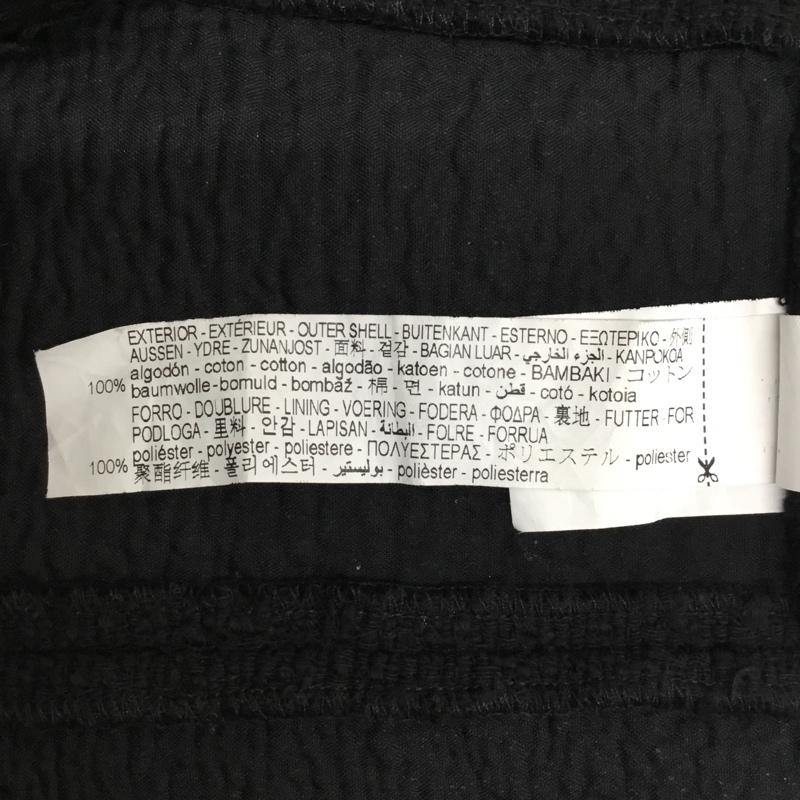 EXTERIOR - EXTÉRIEUR - OUTER SHELL - BUITENKANT - ESTERNO - ΕΞΩΤΕΡΙΚΟ - 外側
AUSSEN - YDRE - ZUNANJOST - 面料 - 겉감 - BAGIAN LUAR - الجزء الخارجي - KANPOKOA
algodón - coton - cotton - algodão - katoen - cotone - BAMBAKI - コットン
100% baumwolle - bomuld - bombaž - 棉 - 면 - katun - قطن - cotó - kotoia
FORRO - DOUBLURE - LINING - VOERING - FODERA - ΦΟΔΡΑ - 裏地 - FUTTER - FOR
PODLOGA - 里料 - 안감 - LAPISAN - البطانة - FOLRE - FORRUA
poliéster - polyester - poliestere - ΠΟΛΥΕΣΤΕΡΑΣ - ポリエステル - poliester
100% 聚酯纤维 - 폴리에스터 - بوليستير - polièster - poliesterra